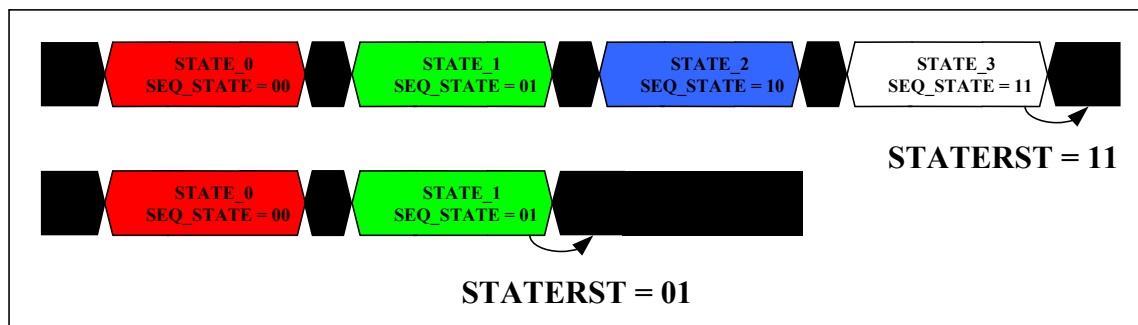 STATE_0
SEQ_STATE = 00
STATE_1
SEQ_STATE = 01
STATE_2
SEQ_STATE = 10
STATE_3
SEQ_STATE = 11
STATERST = 11
STATE_0
SEQ_STATE = 00
STATE_1
SEQ_STATE = 01
STATERST = 01